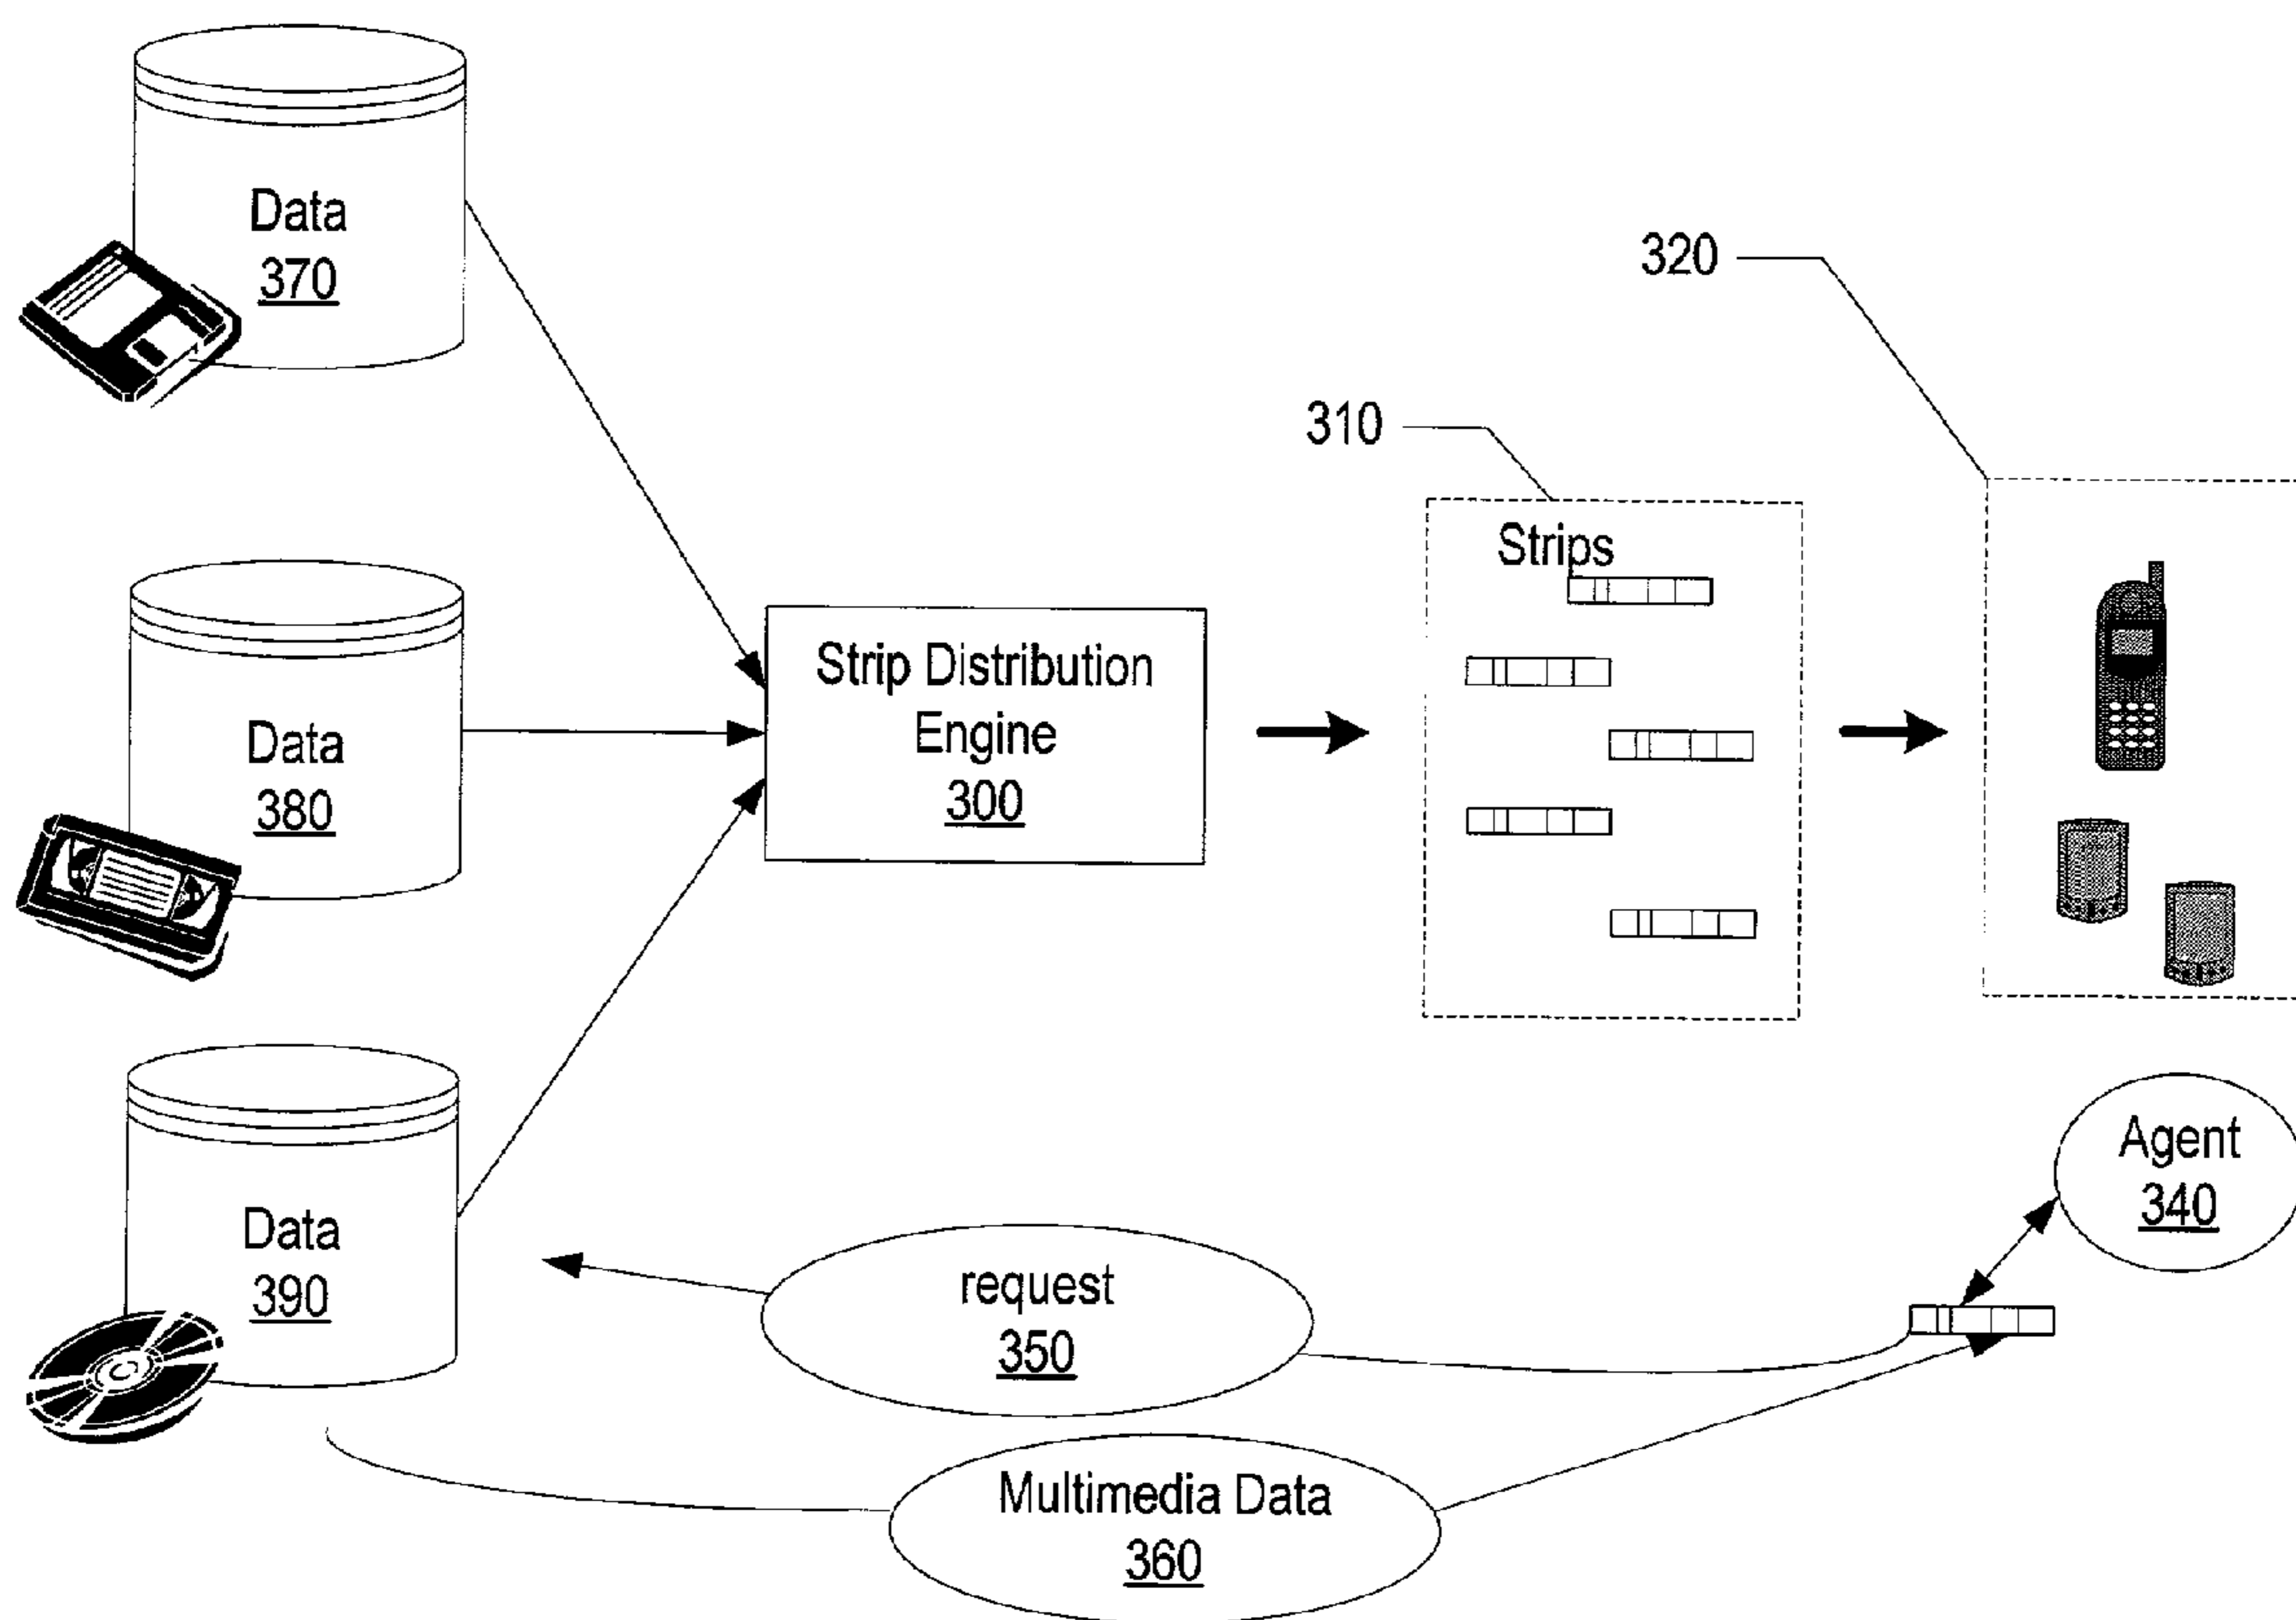 Data
370
320
310
Strips
Strip Distribution
Engine
300
Data
380
Agent
340
Data
390
request
350
Multimedia Data
360